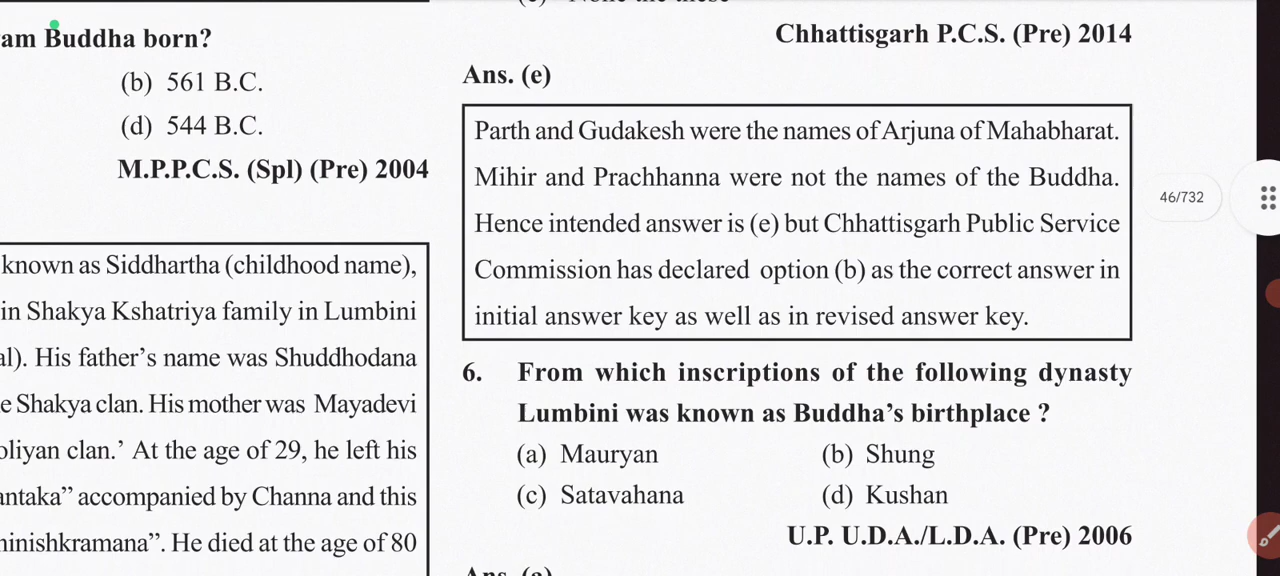 am Buddha born?
(b) 561 B.C.
(d) 544 B.C.
M.P.P.C.S. (Spl) (Pre) 2004
known as Siddhartha (childhood name),
in Shakya Kshatriya family in Lumbini
al). His father's name was Shuddhodana
e Shakya clan. His mother was Mayadevi
oliyan clan.' At the age of 29, he left his
antaka” accompanied by Channa and this
hinishkramana”. He died at the age of 80
Chhattisgarh P.C.S. (Pre) 2014
Ans. (e)
Parth and Gudakesh were the names of Arjuna of Mahabharat.
Mihir and Prachhanna were not the names of the Buddha.
Hence intended answer is (e) but Chhattisgarh Public Service
Commission has declared option (b) as the correct answer in
initial answer key as well as in revised answer key.
6. From which inscriptions of the following dynasty
Lumbini was known as Buddha's birthplace ?
(a) Mauryan (b) Shung
(c) Satavahana (d) Kushan
U.P. U.D.A./L.D.A. (Pre) 2006
Ans. (a)
46/732